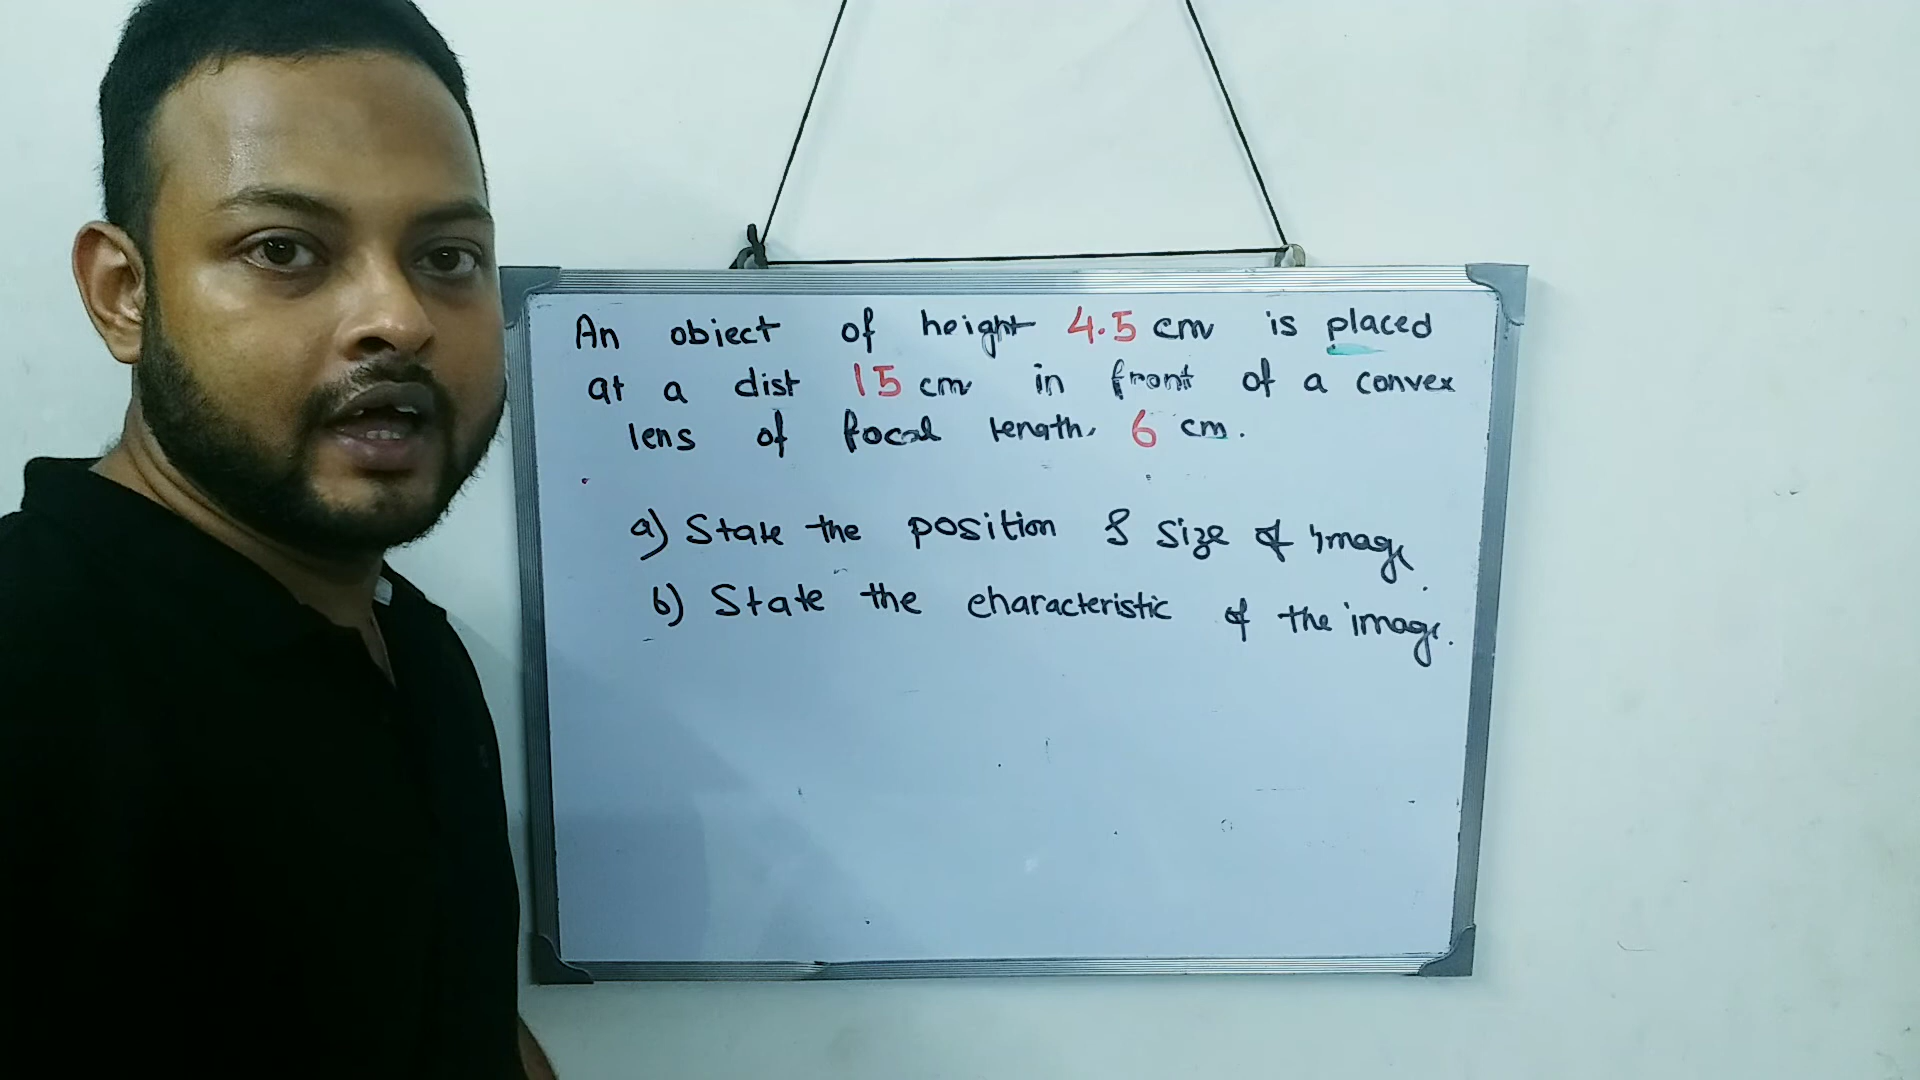 An object of height 4.5 cm is placed
at a dist 15 cm in front of a convex
lens of focal length 6 cm.
a) State the position & size of image
b) State the characteristic of the image.